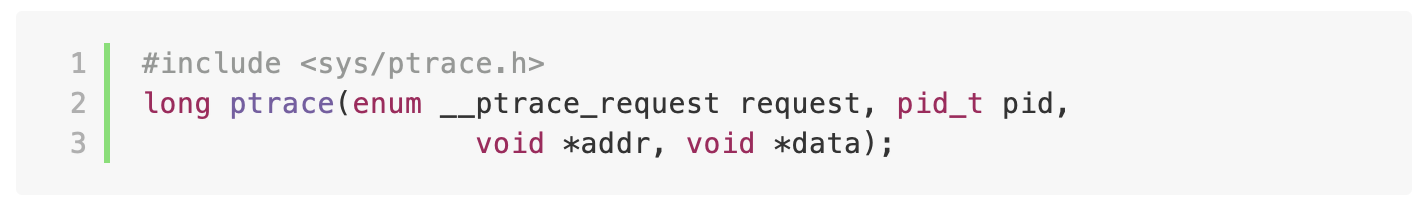 1 #include <sys/ptrace.h>
2 long ptrace(enum __ptrace_request request, pid_t pid,
3                    void *addr, void *data);